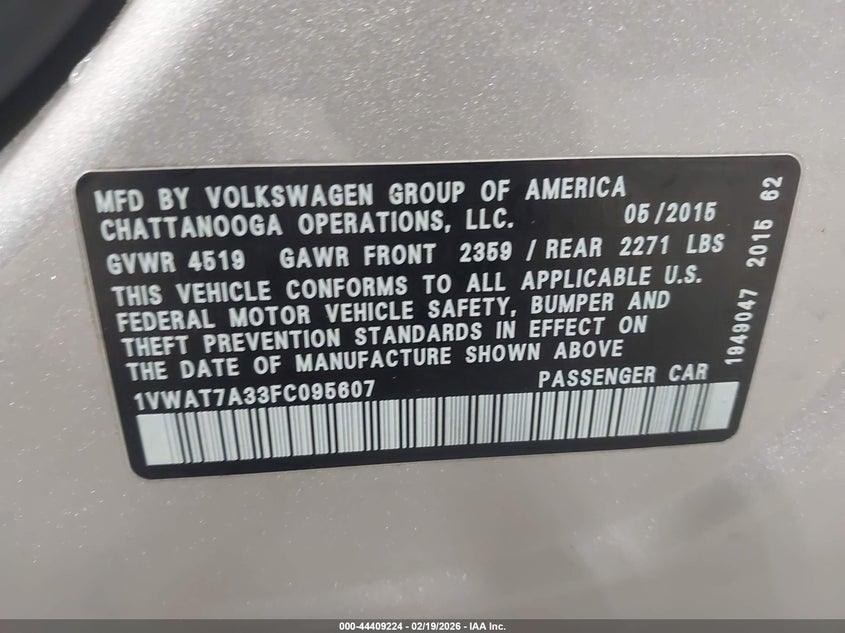 MFD BY VOLKSWAGEN GROUP OF AMERICA
CHATTANOOGA OPERATIONS, LLC. 05/2015
GVWR 4519 GAWR FRONT 2359 / REAR 2271 LBS
THIS VEHICLE CONFORMS TO ALL APPLICABLE U.S.
FEDERAL MOTOR VEHICLE SAFETY, BUMPER AND
THEFT PREVENTION STANDARDS IN EFFECT ON
THE DATE OF MANUFACTURE SHOWN ABOVE
1VWAT7A33FC095607 PASSENGER CAR
1949047 2015 62
000-44409224 - 02/19/2026 - IAA Inc.